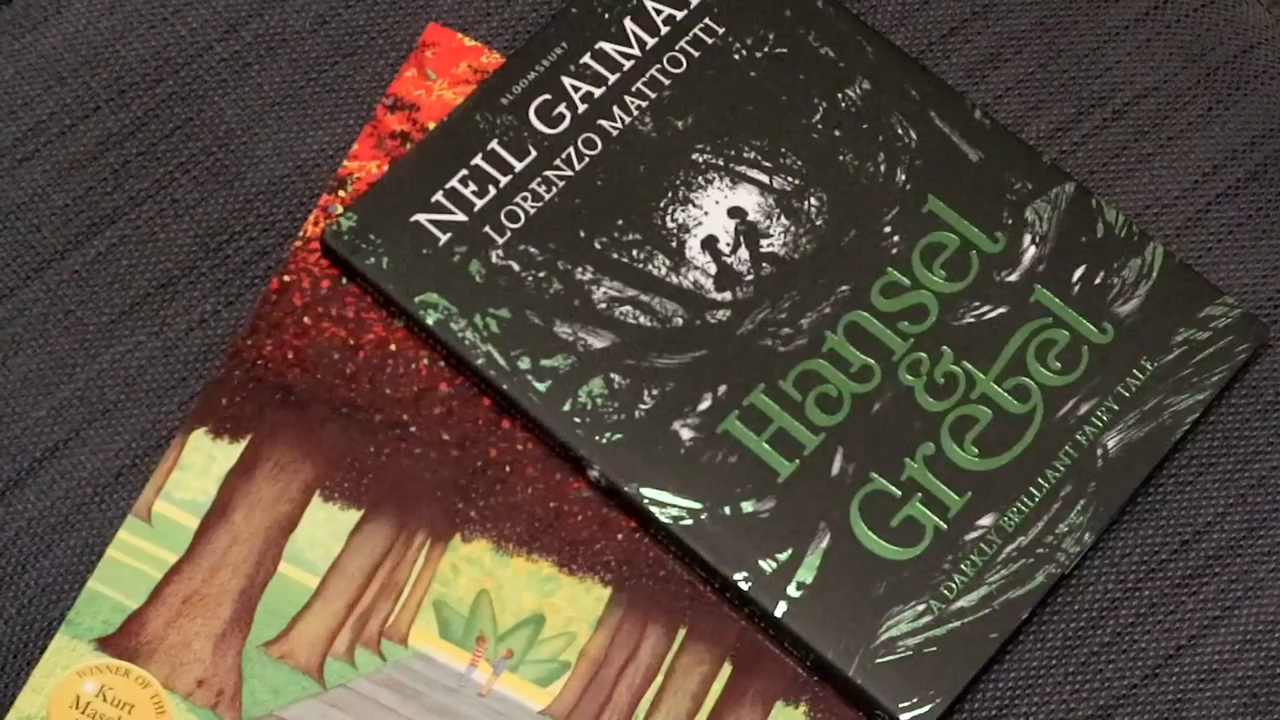 BLOOMSBURY
NEIL GAIMAN
LORENZO MATTOTTI
Hansel
&
Gretel
A DARKLY BRILLIANT FAIRY TALE
WINNER OF THE
Kurt